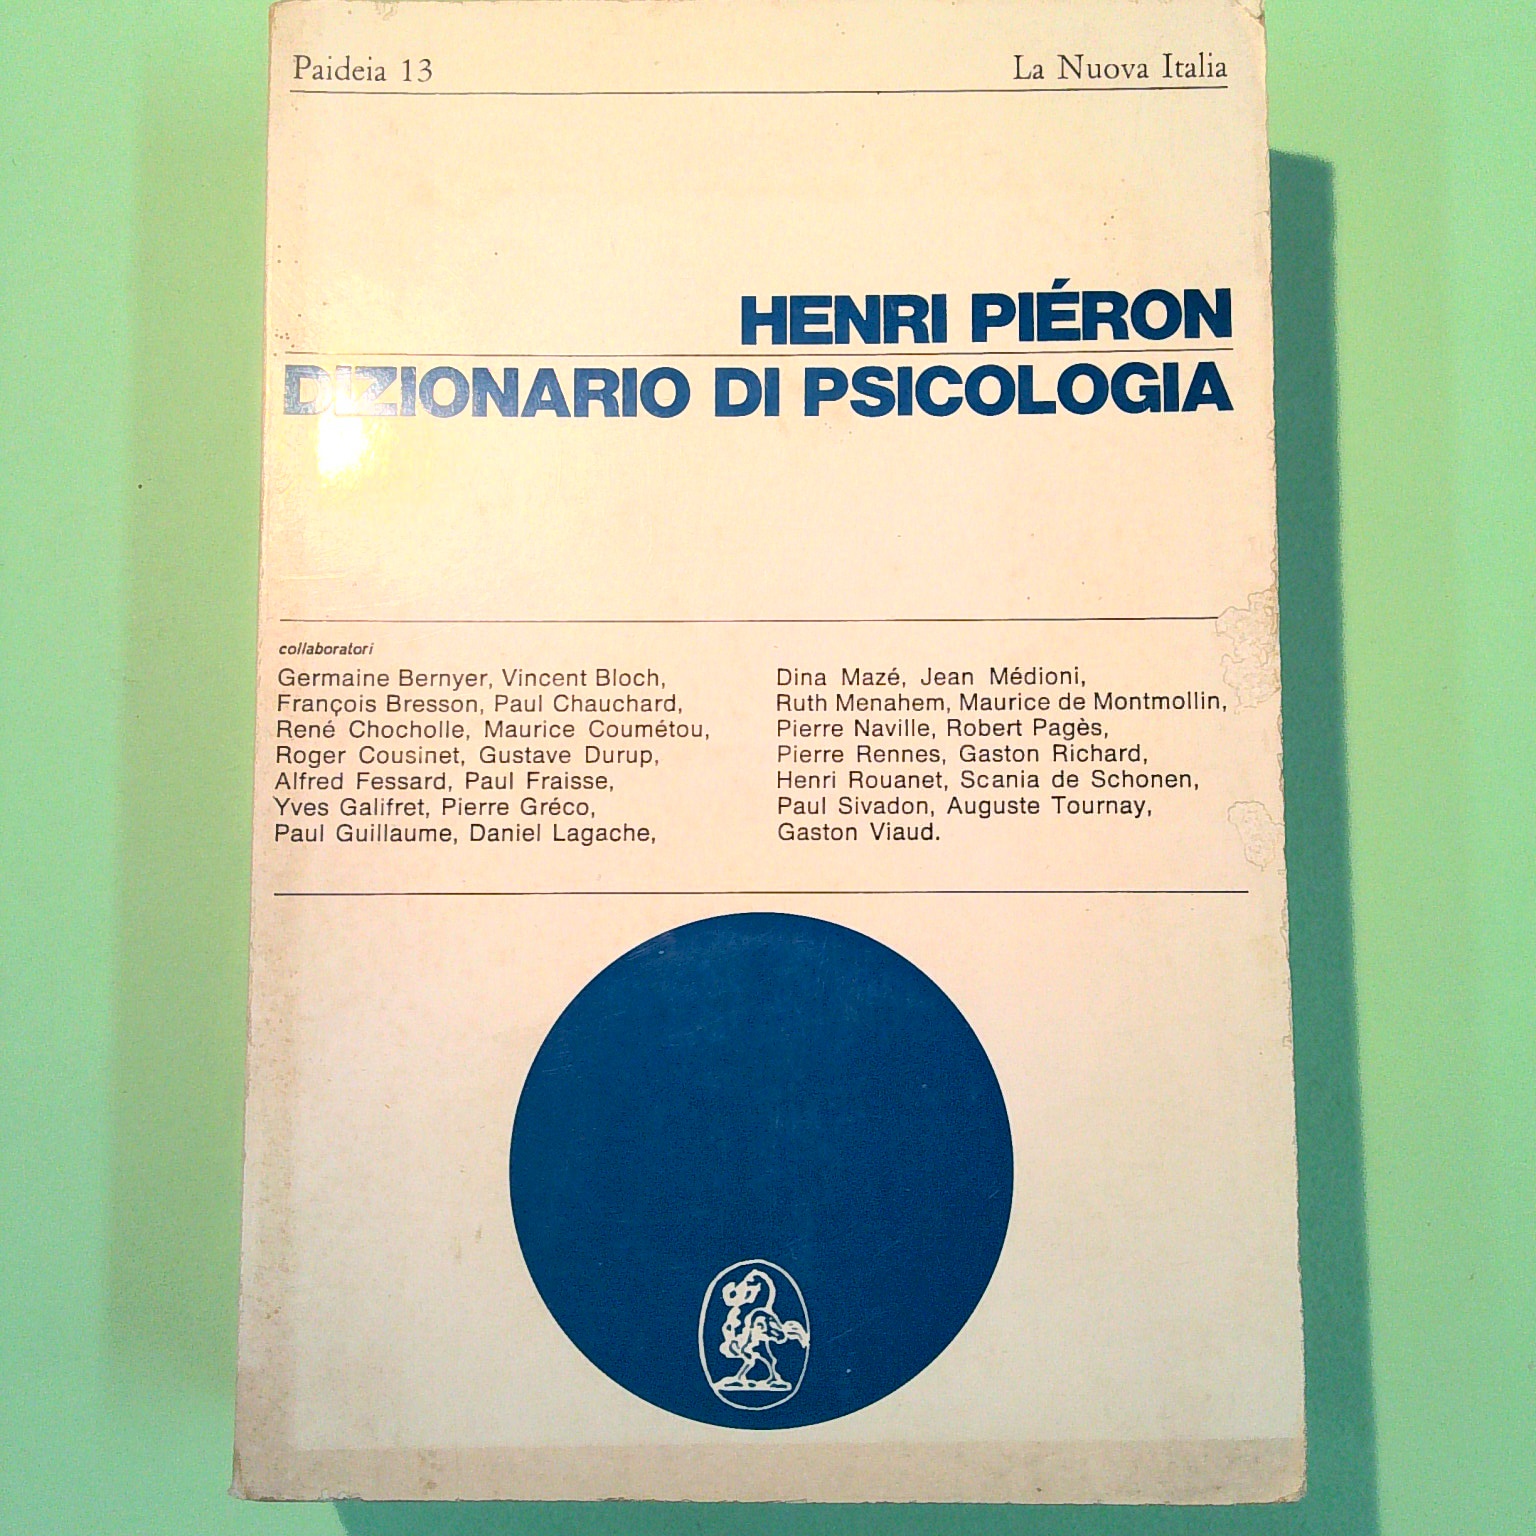 Paideia 13
La Nuova Italia
HENRI PIÉRON
DIZIONARIO DI PSICOLOGIA
collaboratori
Germaine Bernyer, Vincent Bloch,
François Bresson, Paul Chauchard,
René Chocholle, Maurice Coumétou,
Roger Cousinet, Gustave Durup,
Alfred Fessard, Paul Fraisse,
Yves Galifret, Pierre Gréco,
Paul Guillaume, Daniel Lagache,
Dina Mazé, Jean Médioni,
Ruth Menahem, Maurice de Montmollin,
Pierre Naville, Robert Pagès,
Pierre Rennes, Gaston Richard,
Henri Rouanet, Scania de Schonen,
Paul Sivadon, Auguste Tournay,
Gaston Viaud.